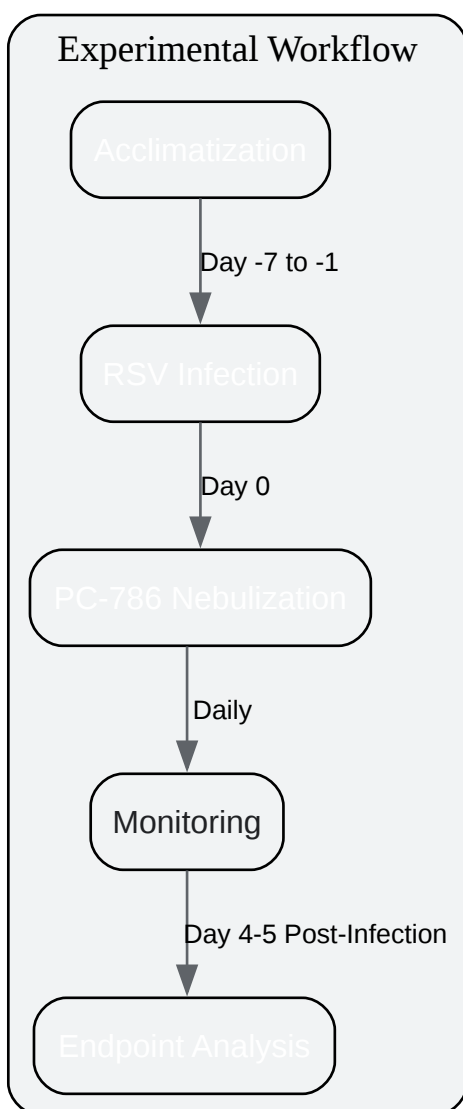 Experimental Workflow
Acclimatization
Day -7 to -1
RSV Infection
Day 0
PC-786 Nebulization
Daily
Monitoring
Day 4-5 Post-Infection
Endpoint Analysis